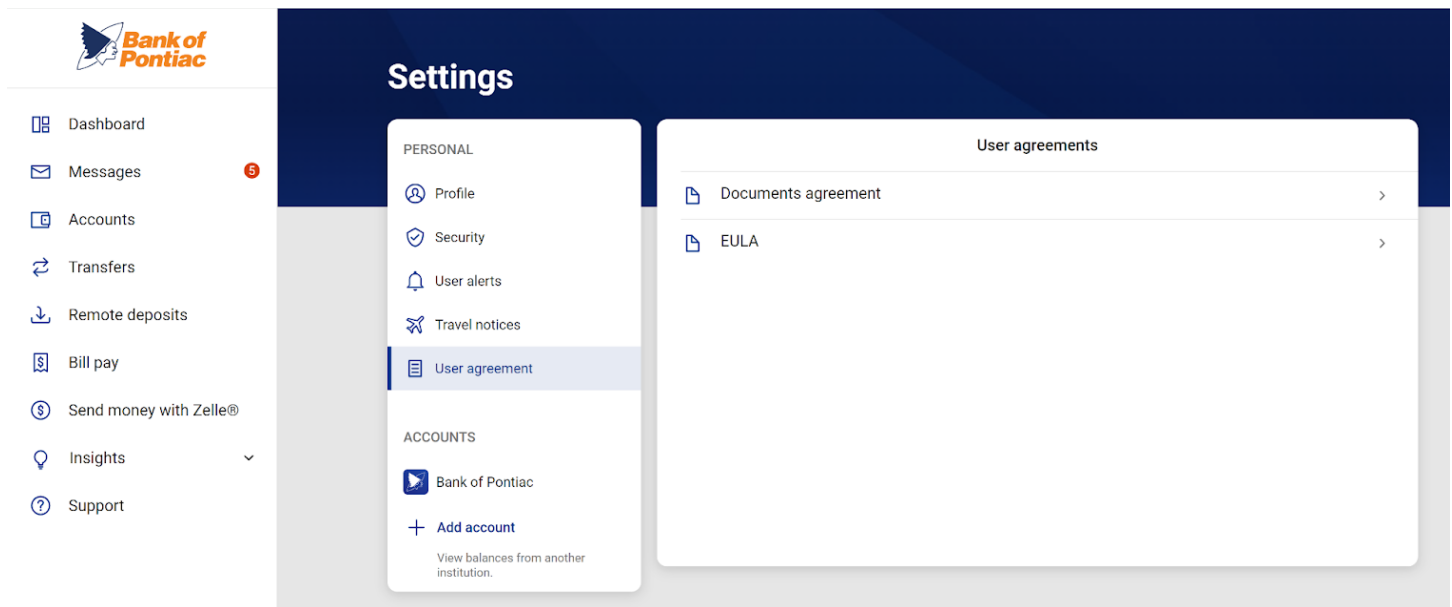 Bank of
Pontiac
Dashboard
Messages 5
Accounts
Transfers
Remote deposits
Bill pay
Send money with Zelle®
Insights
Support
Settings
PERSONAL
Profile
Security
User alerts
Travel notices
User agreement
ACCOUNTS
Bank of Pontiac
Add account
View balances from another
institution.
User agreements
Documents agreement
EULA